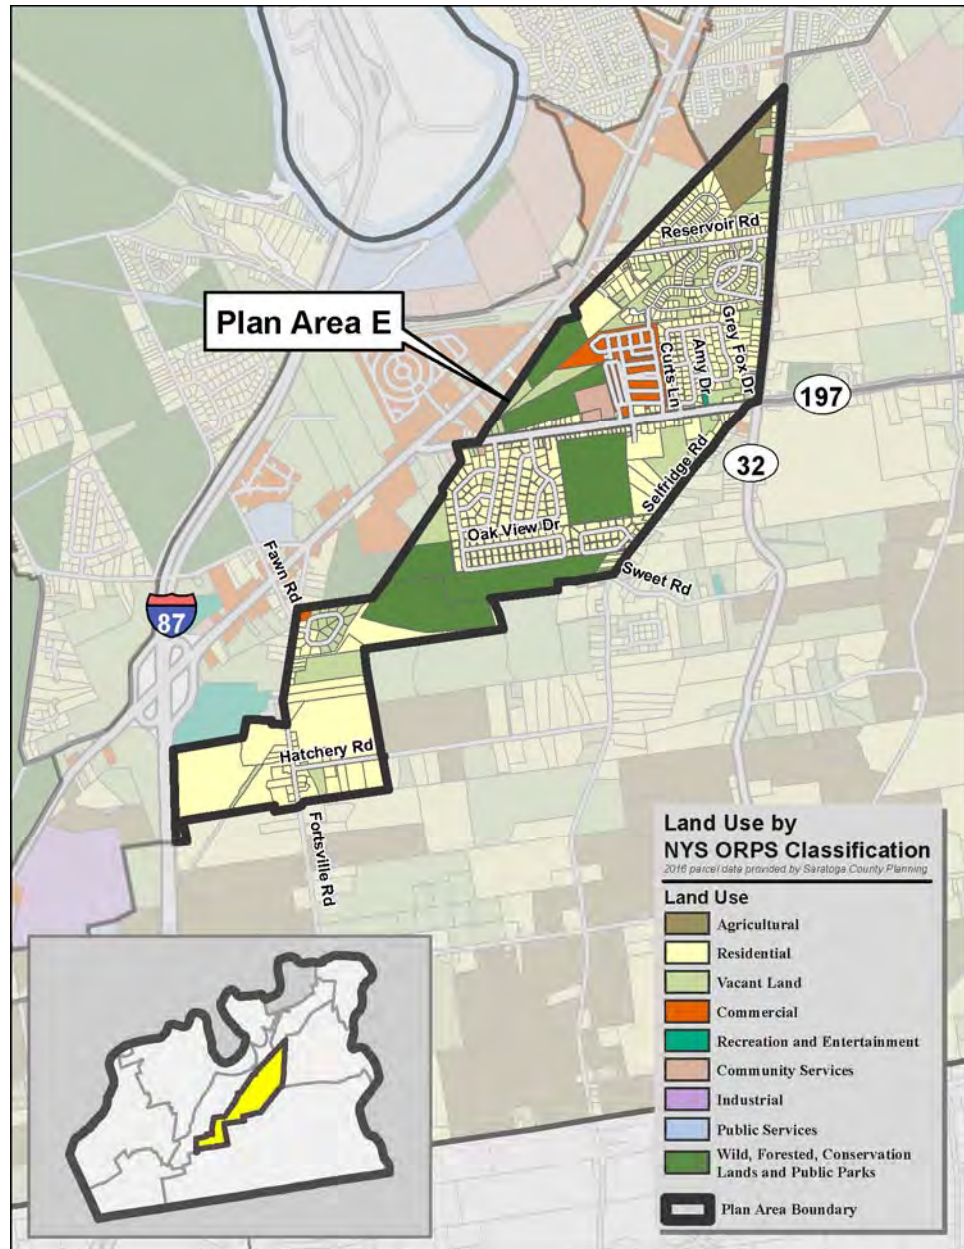 Reservoir Rd
Plan Area E
Grey Fox Dr
Amy Dr
Curts Ln
197
32
Selfridge Rd
Oak View Dr
Fawn Rd
Sweet Rd
87
Hatchery Rd
Fortsville Rd
Land Use by
NYS ORPS Classification
2016 parcel data provided by Saratoga County Planning
Land Use
Agricultural
Residential
Vacant Land
Commercial
Recreation and Entertainment
Community Services
Industrial
Public Services
Wild, Forested, Conservation
Lands and Public Parks
Plan Area Boundary